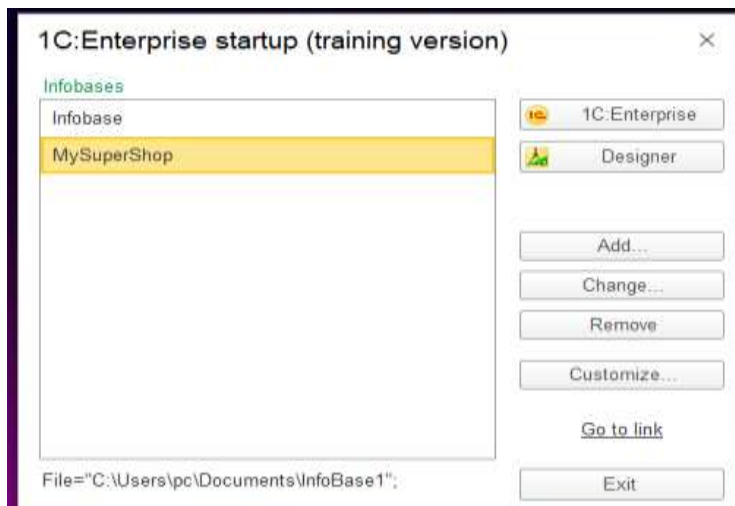 1C:Enterprise startup (training version)
Infobases
Infobase
MySuperShop
1C:Enterprise
Designer
Add...
Change...
Remove
Customize...
Go to link
File="C:\Users\pc\Documents\InfoBase1";
Exit